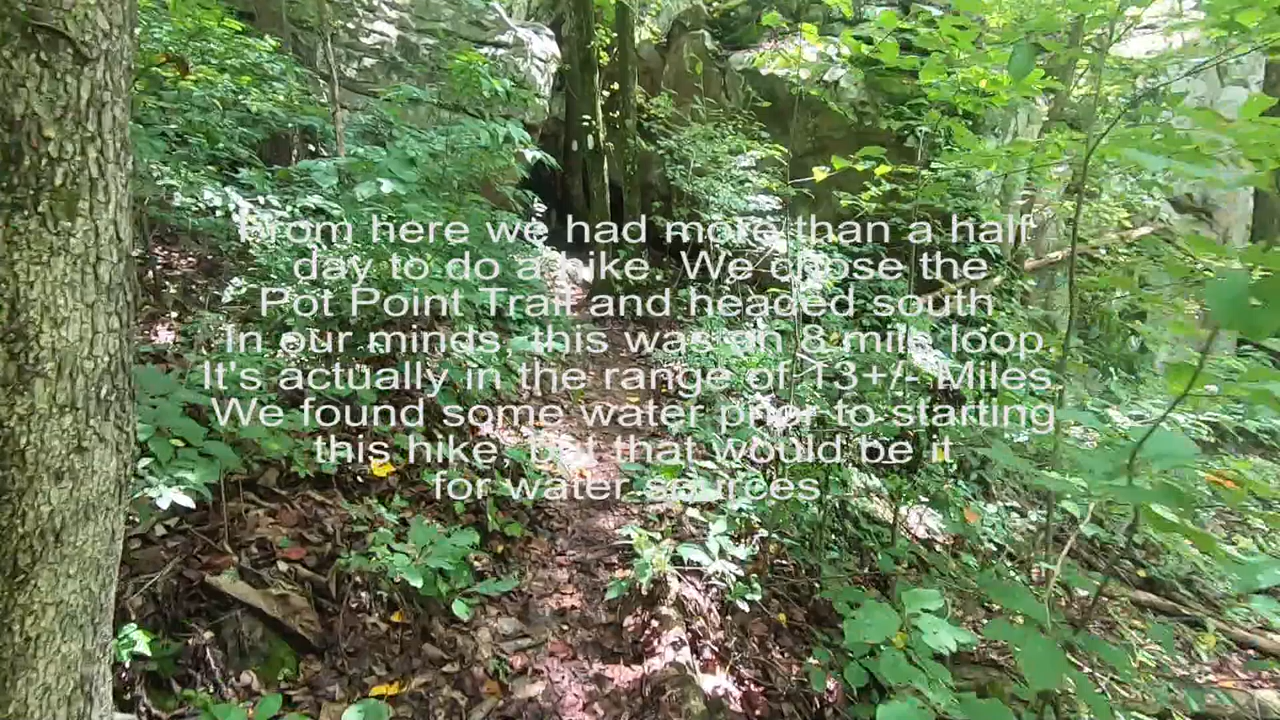 From here we had more than a half
day to do a hike. We chose the
Pot Point Trail and headed south
In our minds, this was an 8 mile loop
It's actually in the range of 13+/- Miles
We found some water prior to starting
this hike, but that would be it
for water sources